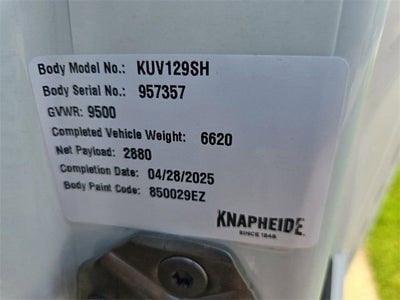 Body Model No.: KUV129SH
Body Serial No.: 957357
GVWR: 9500
Completed Vehicle Weight: 6620
Net Payload: 2880
Completion Date: 04/28/2025
Body Paint Code: 850029EZ
KNAPHEIDE
SINCE 1848